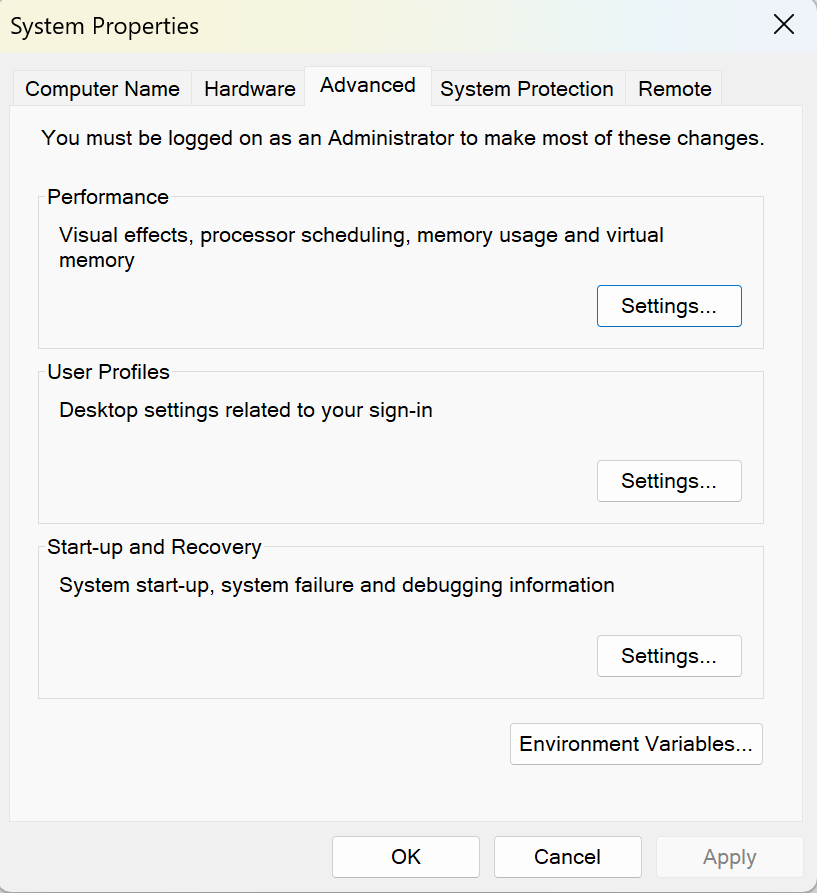 System Properties
Computer Name Hardware Advanced System Protection Remote
You must be logged on as an Administrator to make most of these changes.
Performance
Visual effects, processor scheduling, memory usage and virtual
memory
Settings...
User Profiles
Desktop settings related to your sign-in
Settings...
Start-up and Recovery
System start-up, system failure and debugging information
Settings...
Environment Variables...
OK Cancel Apply